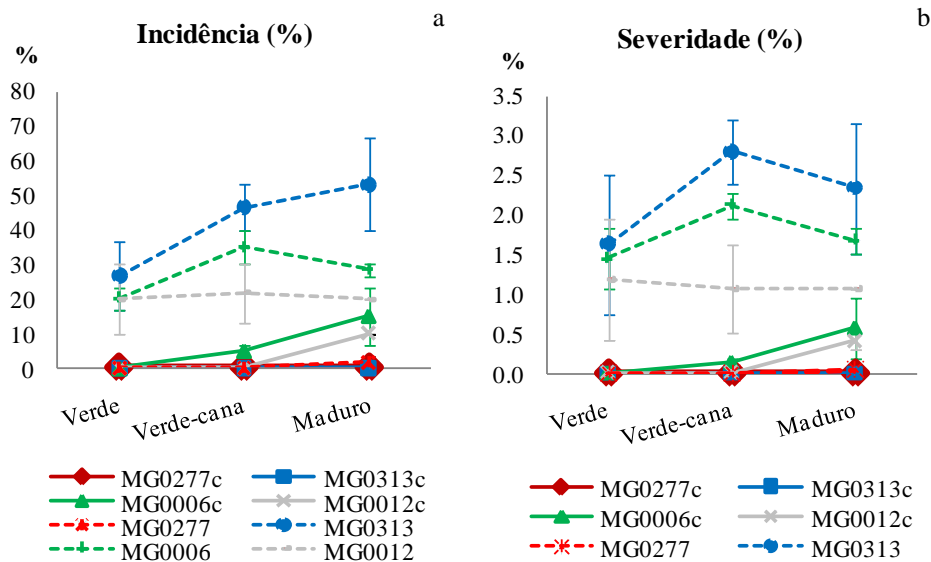 a
Incidência (%)
%
80
70
60
50
40
30
20
10
0
Verde
Verde-cana
Maduro
MG0277c
MG0313c
MG0006c
MG0012c
MG0277
MG0313
MG0006
MG0012
b
Severidade (%)
%
3.5
3.0
2.5
2.0
1.5
1.0
0.5
0.0
Verde
Verde-cana
Maduro
MG0277c
MG0313c
MG0006c
MG0012c
MG0277
MG0313